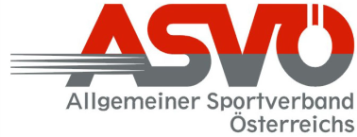 ASVÖ
Allgemeiner Sportverband
Österreichs